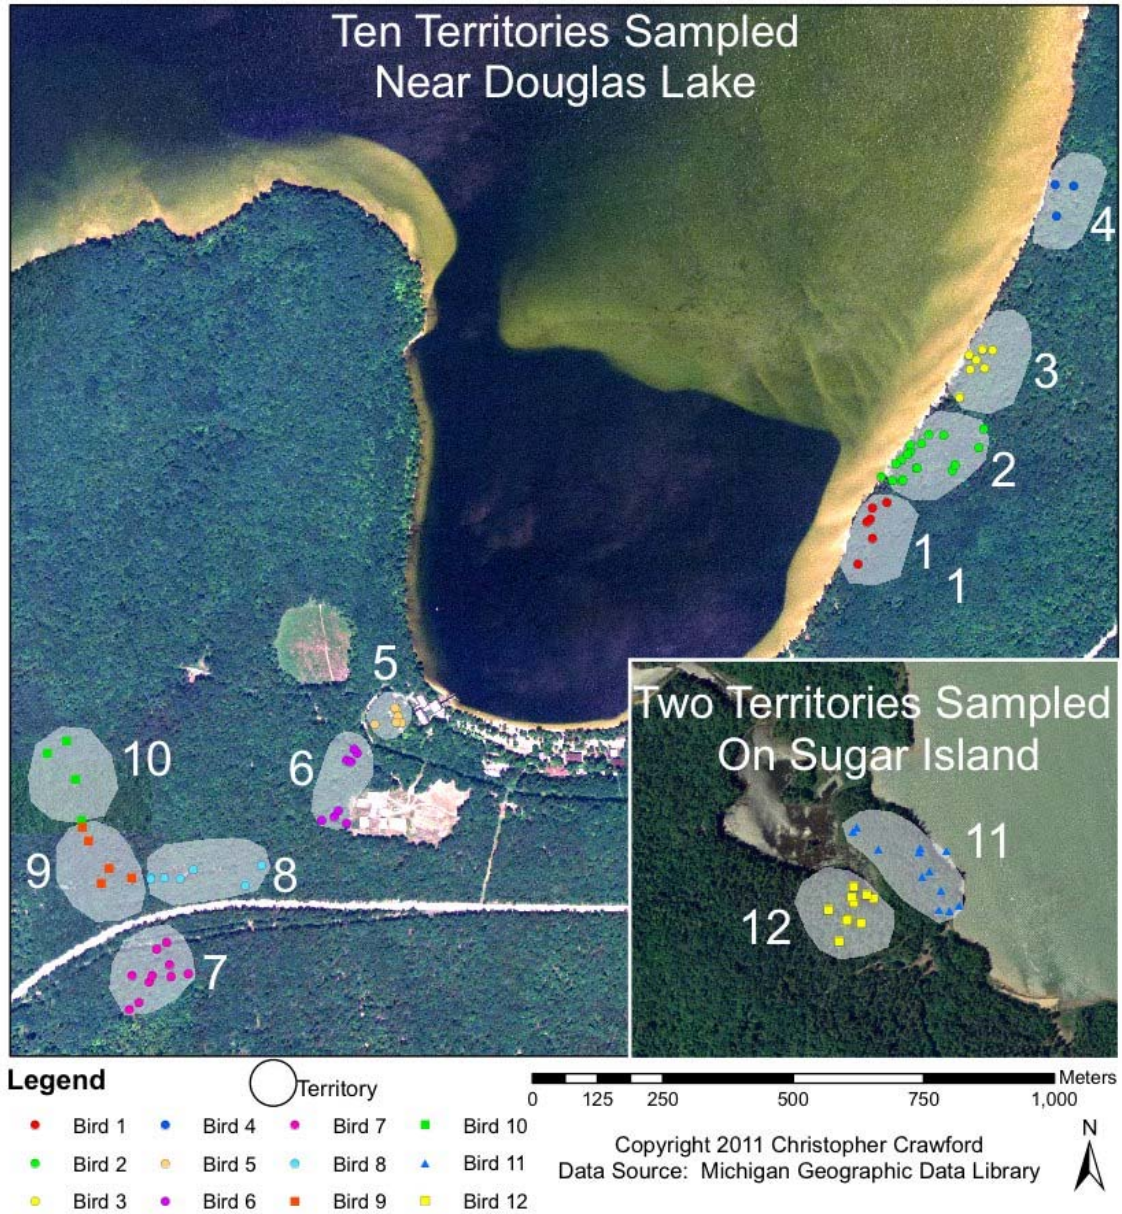 Ten Territories Sampled
Near Douglas Lake
4
3
2
1
1
5
6
10
9
8
7
Two Territories Sampled
On Sugar Island
11
12
Legend
Territory
Meters
0 125 250 500 750 1,000
Bird 1 Bird 4 Bird 7 Bird 10
Bird 2 Bird 5 Bird 8 Bird 11
Bird 3 Bird 6 Bird 9 Bird 12
Copyright 2011 Christopher Crawford
Data Source: Michigan Geographic Data Library
N